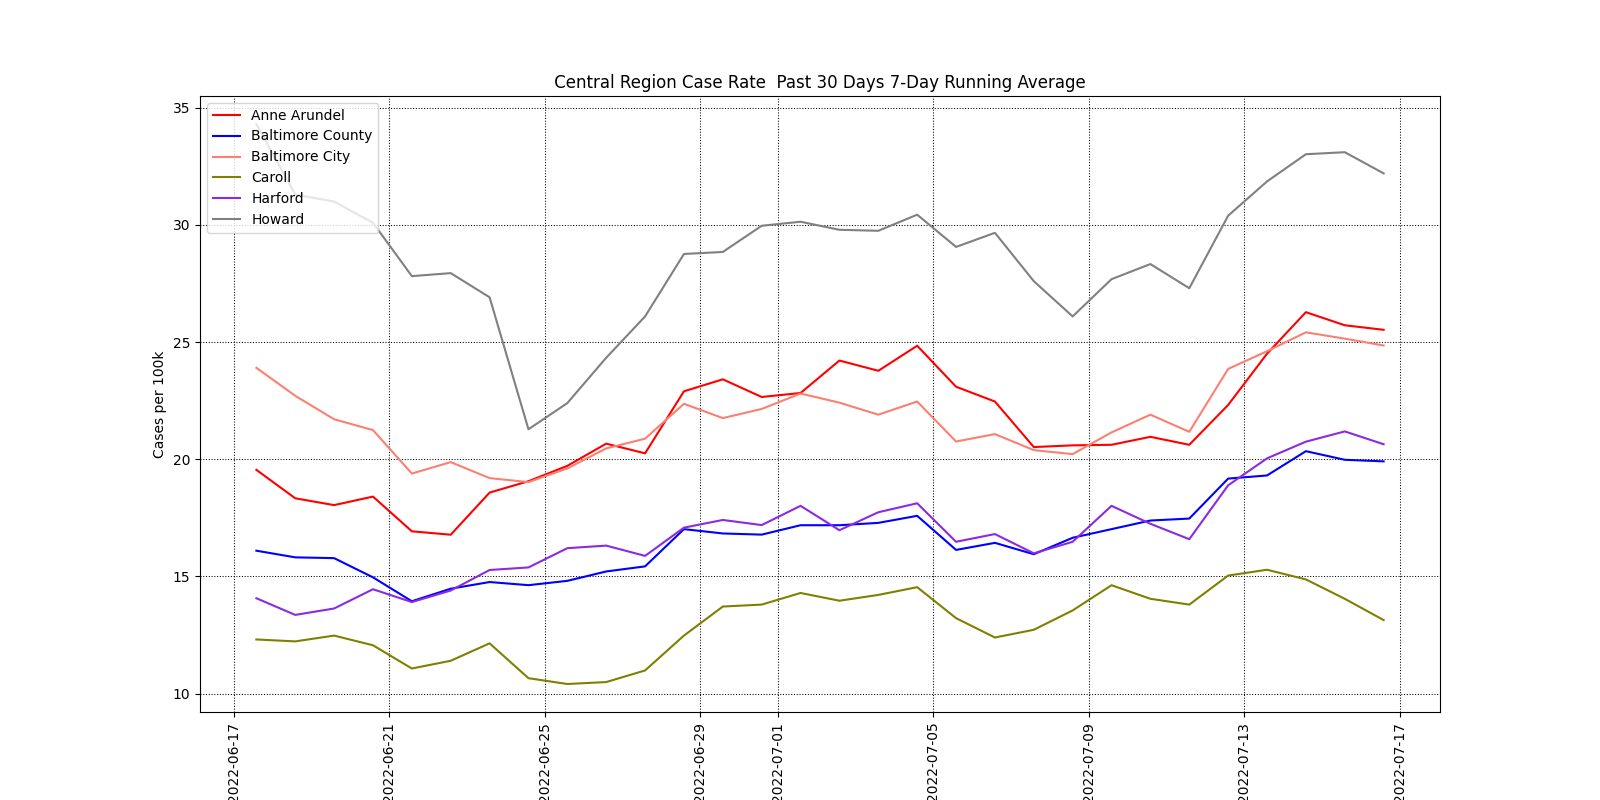 Central Region Case Rate  Past 30 Days 7-Day Running Average
35
30
25
20
15
10
Cases per 100k
Anne Arundel
Baltimore County
Baltimore City
Caroll
Harford
Howard
2022-06-17
2022-06-21
2022-06-25
2022-06-29
2022-07-01
2022-07-05
2022-07-09
2022-07-13
2022-07-17